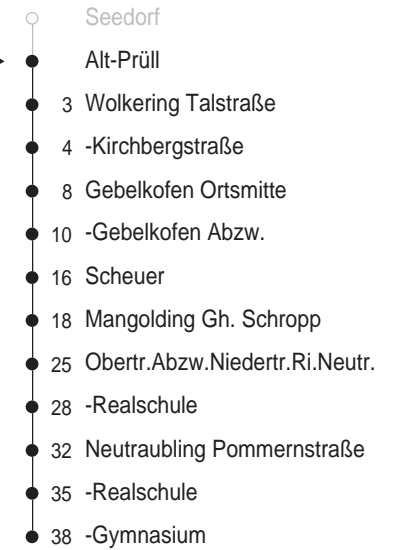 Seedorf
Alt-Prüll
3 Wolkering Talstraße
4 -Kirchbergstraße
8 Gebelkofen Ortsmitte
10 -Gebelkofen Abzw.
16 Scheuer
18 Mangolding Gh. Schropp
25 Obertr.Abzw.Niedertr.Ri.Neutr.
28 -Realschule
32 Neutraubling Pommernstraße
35 -Realschule
38 -Gymnasium